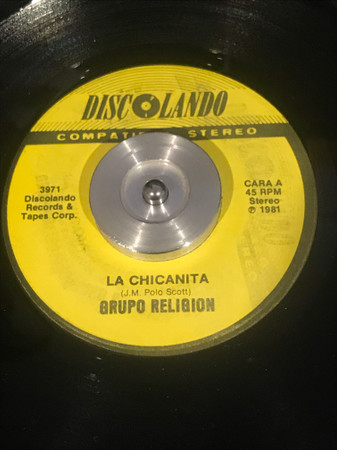 DISCOLANDO
COMPATI STEREO
3971
Discolando
Records &
Tapes Corp.
CARA A
45 RPM
Stereo
℗ 1981
LA CHICANITA
(J.M. Polo Scott)
GRUPO RELIGION